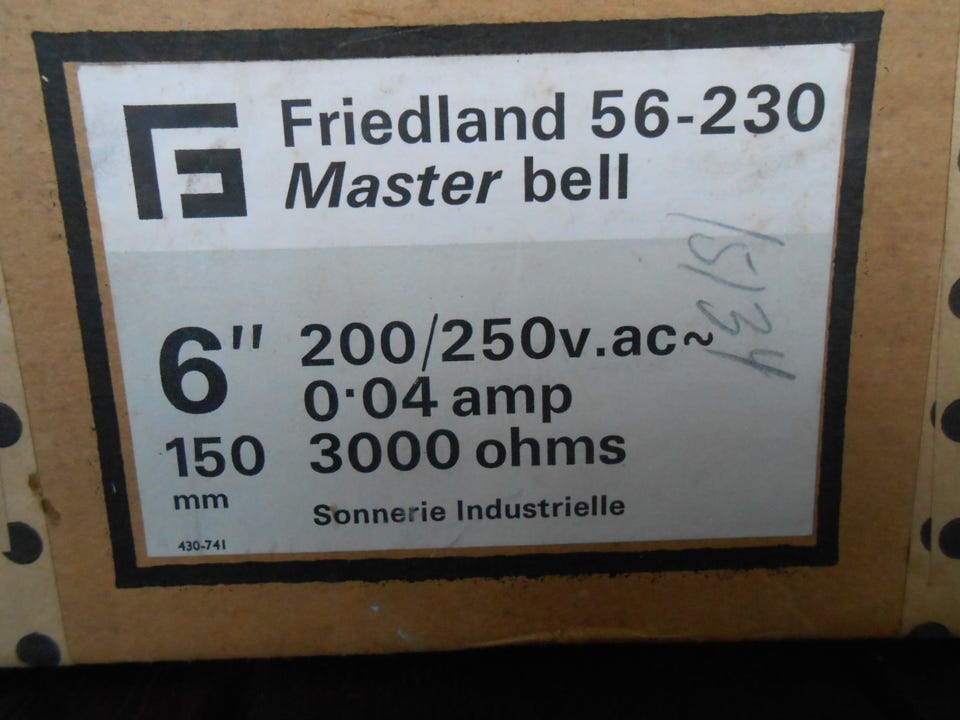 Friedland 56-230
Master bell
6" 200/250v.ac~
0·04 amp
150 3000 ohms
mm
Sonnerie Industrielle
430-741
15134